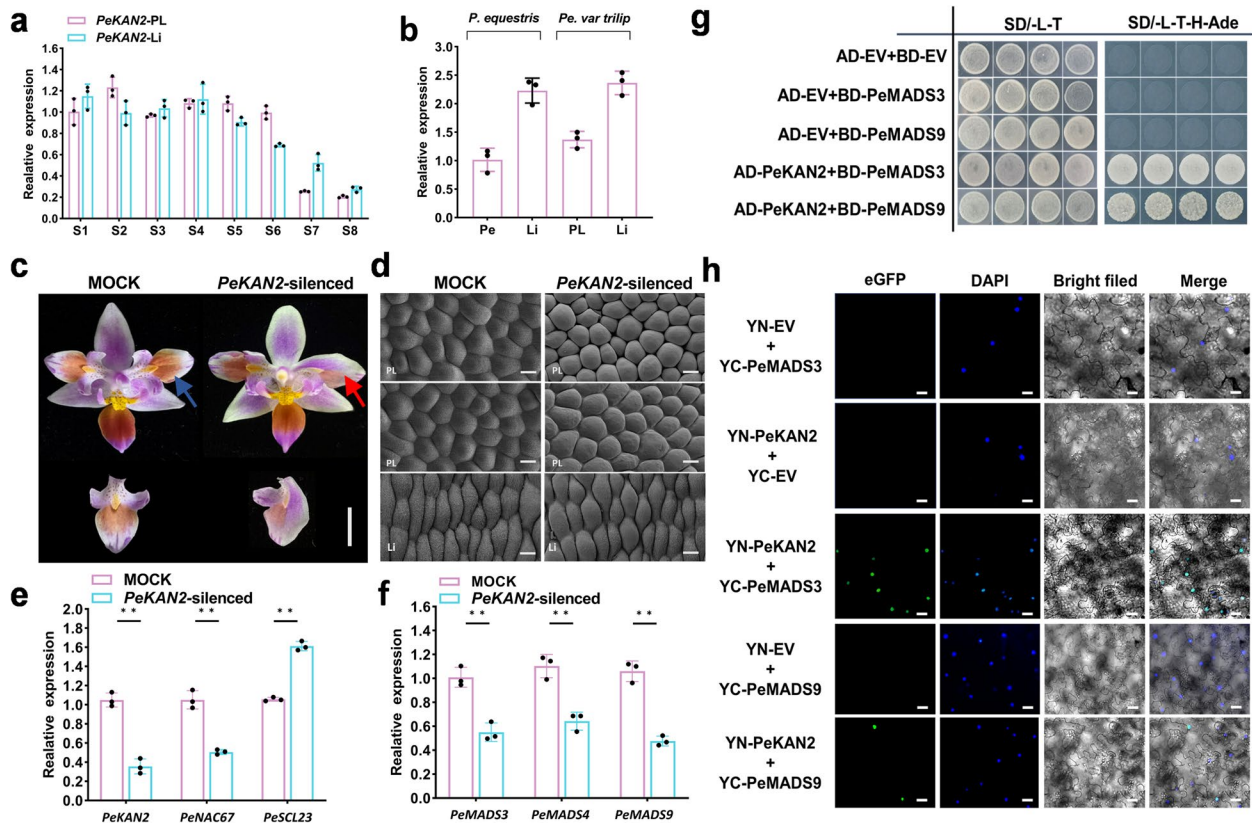 a
PeKAN2-PL
PeKAN2-Li
Realative expression
1.6
1.4
1.2
1.0
0.8
0.6
0.4
0.2
0.0
S1 S2 S3 S4 S5 S6 S7 S8
b
P. equestris Pe. var trilip
Realative expression
3.0
2.5
2.0
1.5
1.0
0.5
0.0
Pe Li PL Li
c
MOCK PeKAN2-silenced
d
MOCK PeKAN2-silenced
PL PL
PL PL
Li Li
e
MOCK
PeKAN2-silenced
Realative expression
2.0
1.8
1.6
1.4
1.2
1.0
0.8
0.6
0.4
0.2
0.0
** ** **
PeKAN2 PeNAC67 PeSCL23
f
MOCK
PeKAN2-silenced
Realative expression
1.6
1.4
1.2
1.0
0.8
0.6
0.4
0.2
0.0
** ** **
PeMADS3 PeMADS4 PeMADS9
g
SD/-L-T SD/-L-T-H-Ade
AD-EV+BD-EV
AD-EV+BD-PeMADS3
AD-EV+BD-PeMADS9
AD-PeKAN2+BD-PeMADS3
AD-PeKAN2+BD-PeMADS9
h
eGFP DAPI Bright filed Merge
YN-EV
+
YC-PeMADS3
YN-PeKAN2
+
YC-EV
YN-PeKAN2
+
YC-PeMADS3
YN-EV
+
YC-PeMADS9
YN-PeKAN2
+
YC-PeMADS9